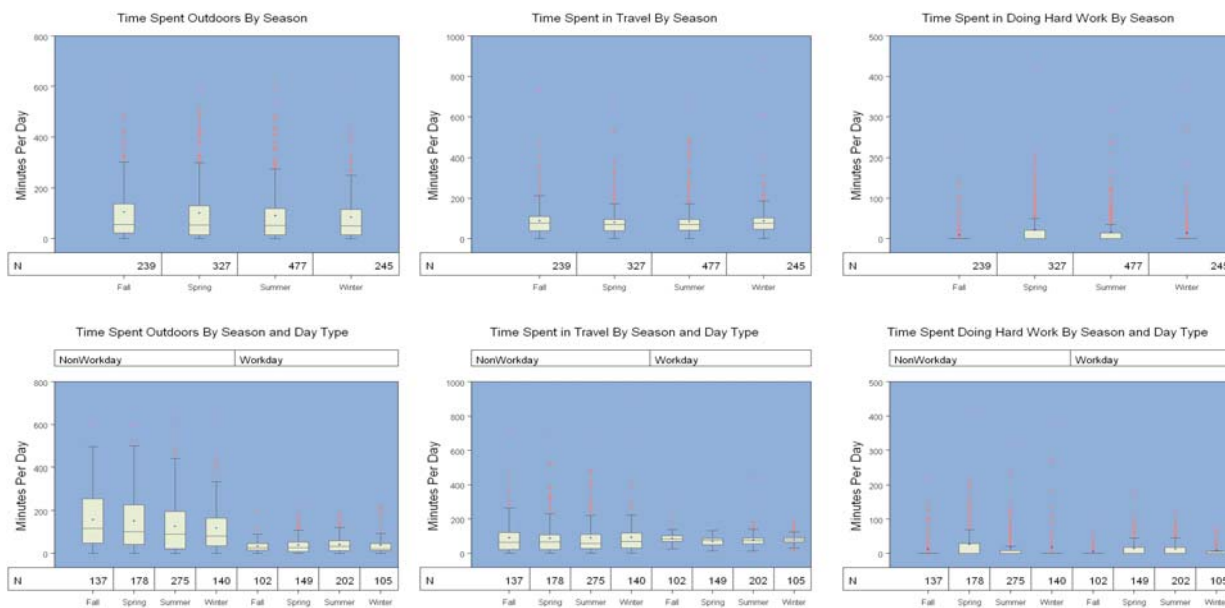 Time Spent Outdoors By Season
800
600
400
200
0
Minutes Per Day
N 239 327 477 245
Fall Spring Summer Winter
Time Spent in Travel By Season
1000
800
600
400
200
0
Minutes Per Day
N 239 327 477 245
Fall Spring Summer Winter
Time Spent in Doing Hard Work By Season
500
400
300
200
100
0
Minutes Per Day
N 239 327 477 245
Fall Spring Summer Winter
Time Spent Outdoors By Season and Day Type
NonWorkday Workday
800
600
400
200
0
Minutes Per Day
N 137 178 275 140 102 149 202 105
Fall Spring Summer Winter Fall Spring Summer Winter
Time Spent in Travel By Season and Day Type
NonWorkday Workday
1000
800
600
400
200
0
Minutes Per Day
N 137 178 275 140 102 149 202 105
Fall Spring Summer Winter Fall Spring Summer Winter
Time Spent Doing Hard Work By Season and Day Type
NonWorkday Workday
500
400
300
200
100
0
Minutes Per Day
N 137 178 275 140 102 149 202 105
Fall Spring Summer Winter Fall Spring Summer Winter